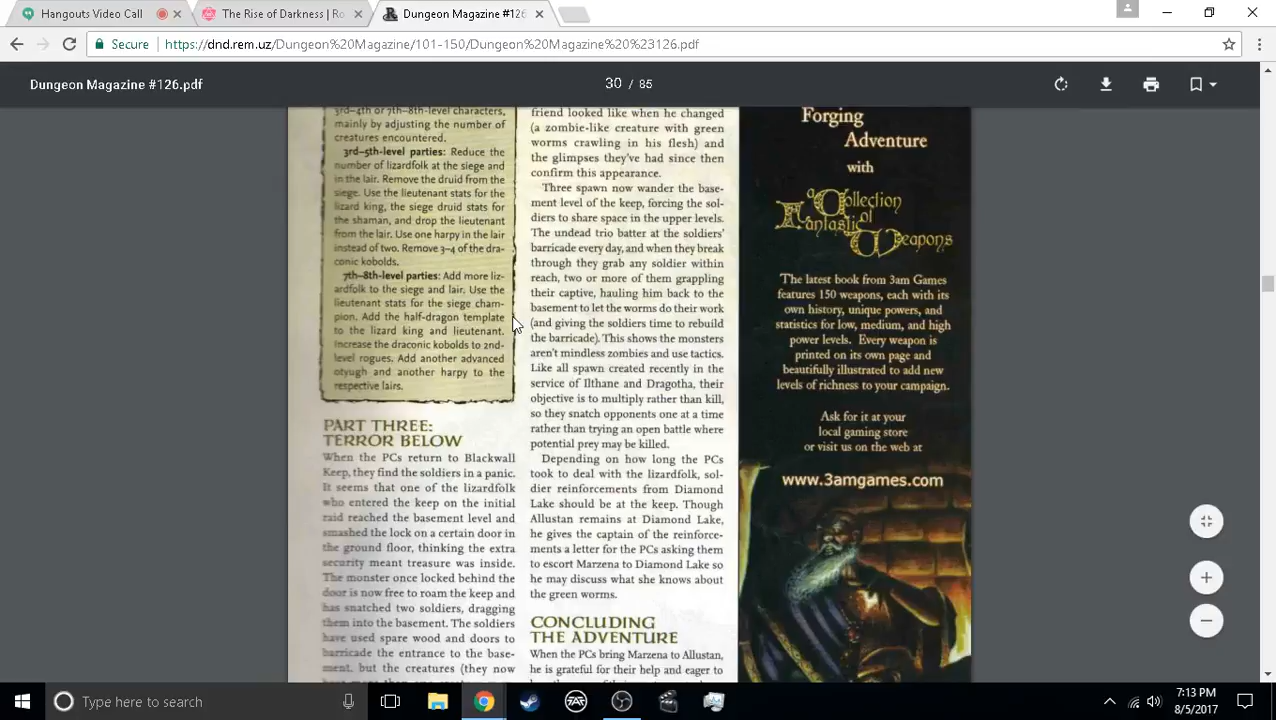 Hangouts Video Call
The Rise of Darkness | Ro
Dungeon Magazine #126
Secure
https://dnd.rem.uz/Dungeon%20Magazine/101-150/Dungeon%20Magazine%20%23126.pdf
Dungeon Magazine #126.pdf
30 / 85
3rd–4th or 7th–8th-level characters,
mainly by adjusting the number of
creatures encountered.
3rd–5th-level parties: Reduce the
number of lizardfolk at the siege and
in the lair. Remove the druid from the
siege. Use the lieutenant stats for the
lizard king, the siege druid stats for
the shaman, and drop the lieutenant
from the lair. Use one harpy in the lair
instead of two. Remove 3–4 of the dra-
conic kobolds.
7th–8th-level parties: Add more liz-
ardfolk to the siege and lair. Use the
lieutenant stats for the siege cham-
pion. Add the half-dragon template
to the lizard king and lieutenant.
Increase the draconic kobolds to 2nd-
level rogues. Add another advanced
otyugh and another harpy to the
respective lairs.
PART THREE:
TERROR BELOW
When the PCs return to Blackwall
Keep, they find the soldiers in a panic.
It seems that one of the lizardfolk
who entered the keep on the initial
raid reached the basement level and
smashed the lock on a certain door in
the ground floor, thinking the extra
security meant treasure was inside.
The monster once locked behind the
door is now free to roam the keep and
has snatched two soldiers, dragging
them into the basement. The soldiers
have used spare wood and doors to
barricade the entrance to the base-
ment, but the creatures (they now
friend looked like when he changed
(a zombie-like creature with green
worms crawling in his flesh) and
the glimpses they've had since then
confirm this appearance.
Three spawn now wander the base-
ment level of the keep, forcing the sol-
diers to share space in the upper levels.
The undead trio batter at the soldiers'
barricade every day, and when they break
through they grab any soldier within
reach, two or more of them grappling
their captive, hauling him back to the
basement to let the worms do their work
(and giving the soldiers time to rebuild
the barricade). This shows the monsters
aren't mindless zombies and use tactics.
Like all spawn created recently in the
service of Ilthane and Dragotha, their
objective is to multiply rather than kill,
so they snatch opponents one at a time
rather than trying an open battle where
potential prey may be killed.
Depending on how long the PCs
took to deal with the lizardfolk, sol-
dier reinforcements from Diamond
Lake should be at the keep. Though
Allustan remains at Diamond Lake,
he gives the captain of the reinforce-
ments a letter for the PCs asking them
to escort Marzena to Diamond Lake so
he may discuss what she knows about
the green worms.
CONCLUDING
THE ADVENTURE
When the PCs bring Marzena to Allustan,
he is grateful for their help and eager to
Forging
Adventure
with
a Collection
of
Fantastic
Weapons
The latest book from 3am Games
features 150 weapons, each with its
own history, unique powers, and
statistics for low, medium, and high
power levels. Every weapon is
printed on its own page and
beautifully illustrated to add new
levels of richness to your campaign.
Ask for it at your
local gaming store
or visit us on the web at
www.3amgames.com
Type here to search
7:13 PM
8/5/2017